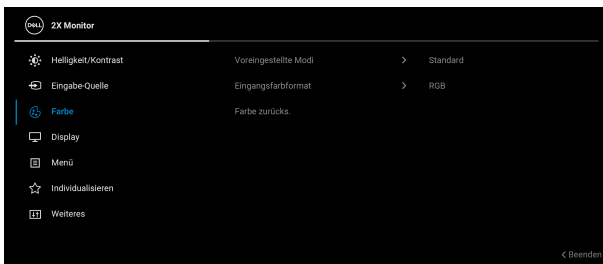 DELL 2X Monitor
Helligkeit/Kontrast
Voreingestellte Modi > Standard
Eingabe-Quelle
Eingangsfarbformat > RGB
Farbe
Farbe zurücks.
Display
Menü
Individualisieren
Weiteres
< Beenden